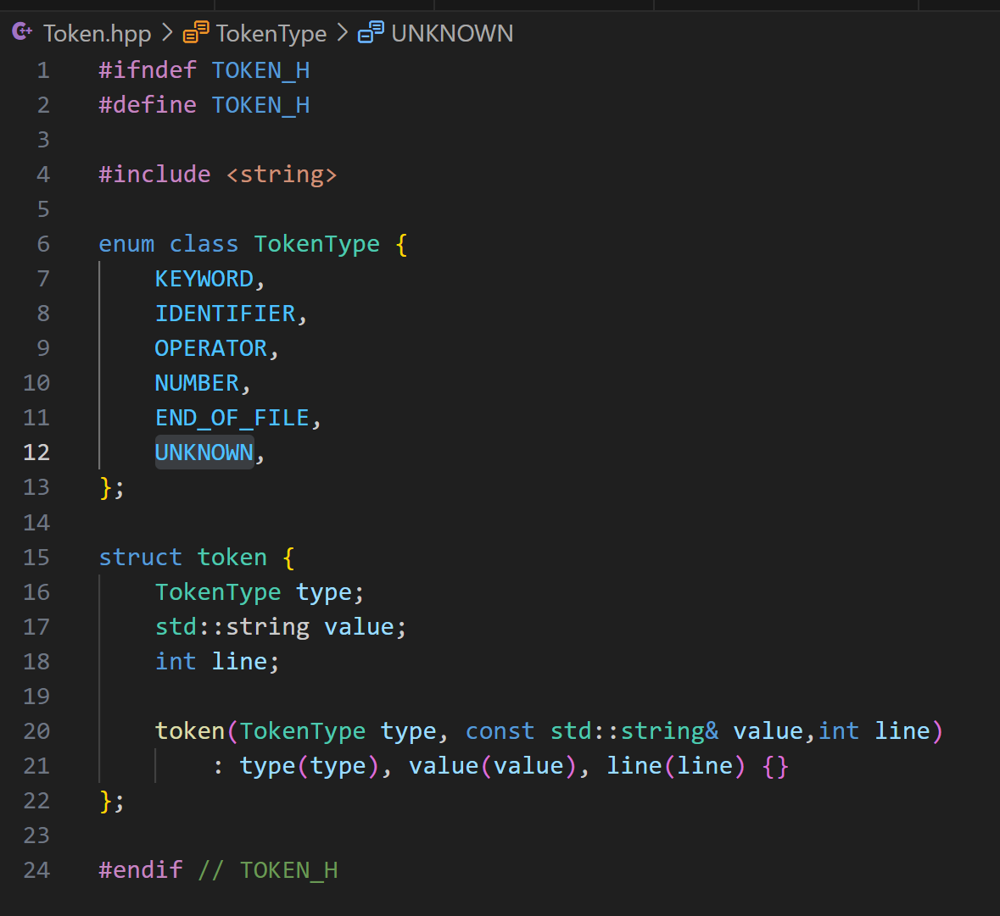 Token.hpp > TokenType > UNKNOWN
1 #ifndef TOKEN_H
2 #define TOKEN_H
3
4 #include <string>
5
6 enum class TokenType {
7     KEYWORD,
8     IDENTIFIER,
9     OPERATOR,
10     NUMBER,
11     END_OF_FILE,
12     UNKNOWN,
13 };
14
15 struct token {
16     TokenType type;
17     std::string value;
18     int line;
19
20     token(TokenType type, const std::string& value,int line)
21         : type(type), value(value), line(line) {}
22 };
23
24 #endif // TOKEN_H